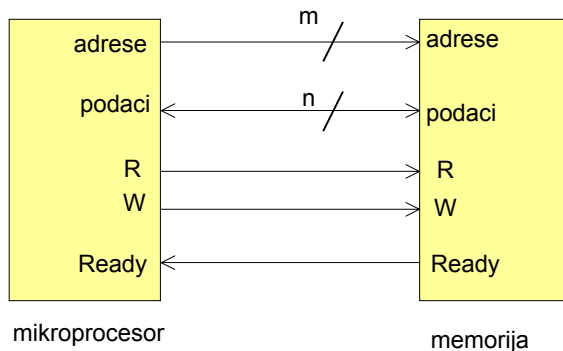 m
adrese adrese
n
podaci podaci
R R
W W
Ready Ready
mikroprocesor memorija